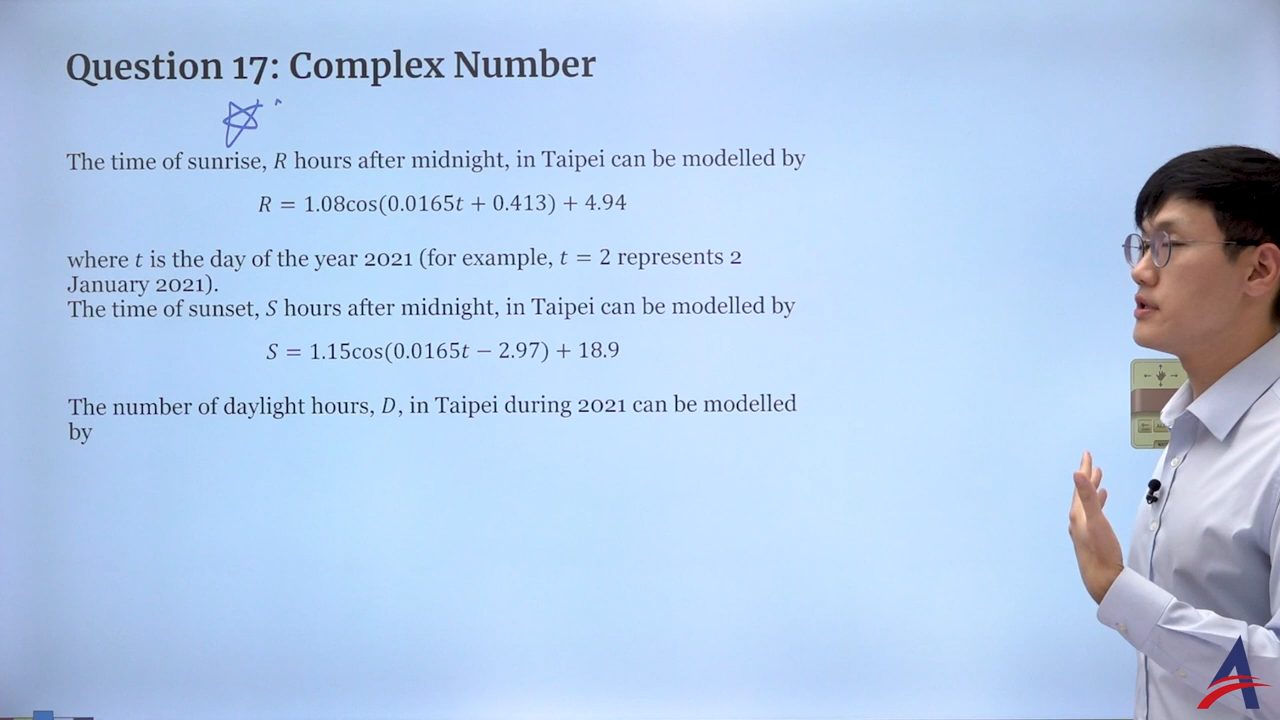 Question 17: Complex Number
The time of sunrise, R hours after midnight, in Taipei can be modelled by
R = 1.08cos(0.0165t + 0.413) + 4.94
where t is the day of the year 2021 (for example, t = 2 represents 2
January 2021).
The time of sunset, S hours after midnight, in Taipei can be modelled by
S = 1.15cos(0.0165t − 2.97) + 18.9
The number of daylight hours, D, in Taipei during 2021 can be modelled
by